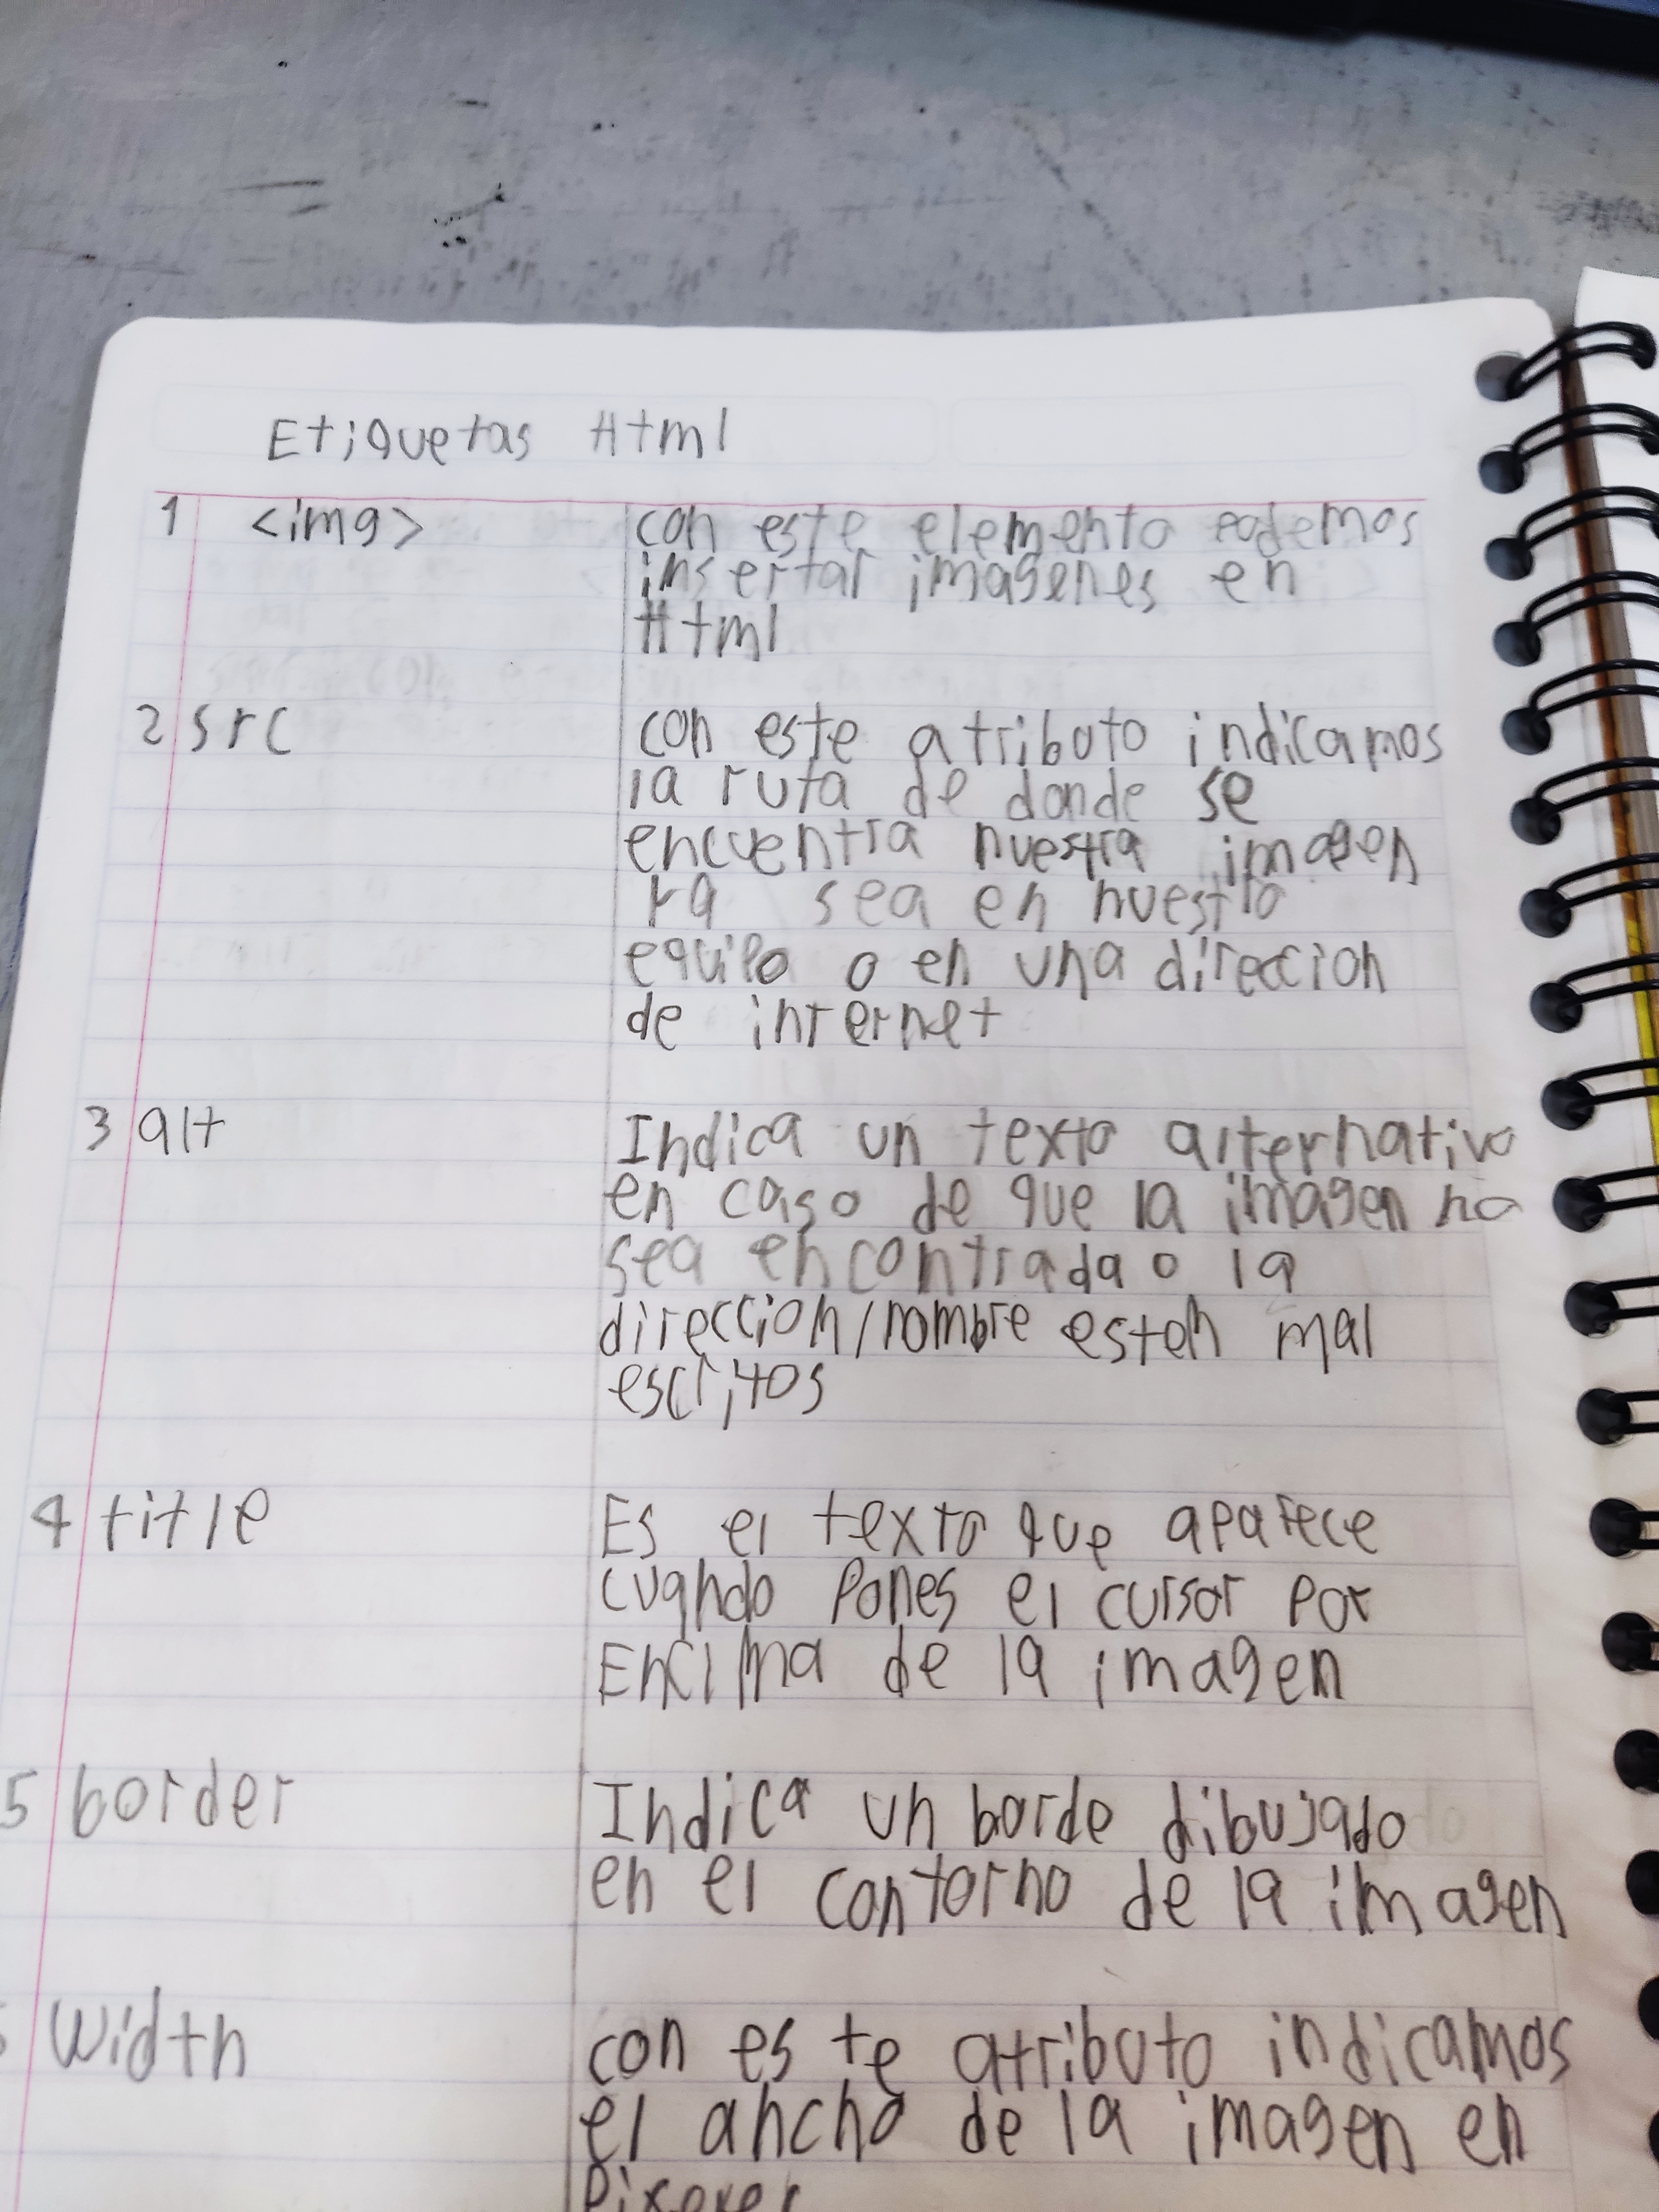 Etiquetas Html
1 <img> con este elemento podemos
insertar imagenes en
Html
2 src con este atributo indicamos
la ruta de donde se
encuentra nuestra imagen
ya sea en nuestro
equipo o en una direccion
de internet
3 alt Indica un texto alternativo
en caso de que la imagen no
sea encontrada o la
direccion/nombre esten mal
escritos
4 title Es el texto que aparece
cuando Pones el cursor por
Encima de la imagen
5 border Indica un borde dibujado
en el contorno de la imagen
width con este atributo indicamos
el ancho de la imagen en